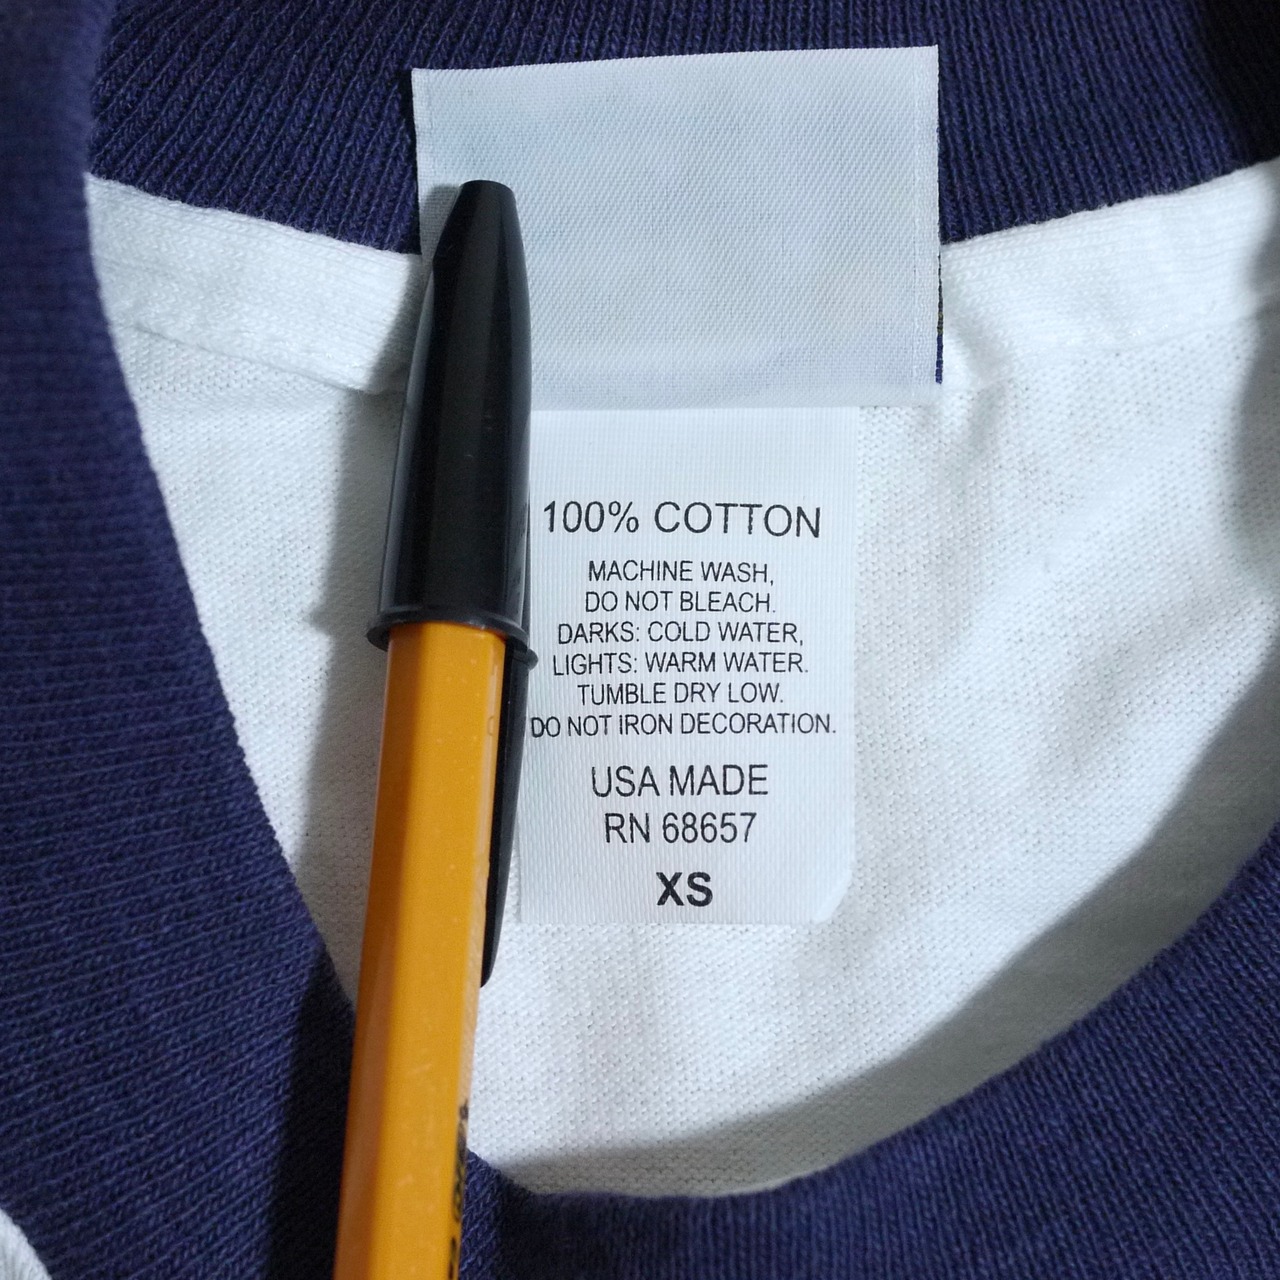 100% COTTON
MACHINE WASH,
DO NOT BLEACH.
DARKS: COLD WATER,
LIGHTS: WARM WATER.
TUMBLE DRY LOW.
DO NOT IRON DECORATION.
USA MADE
RN 68657
XS